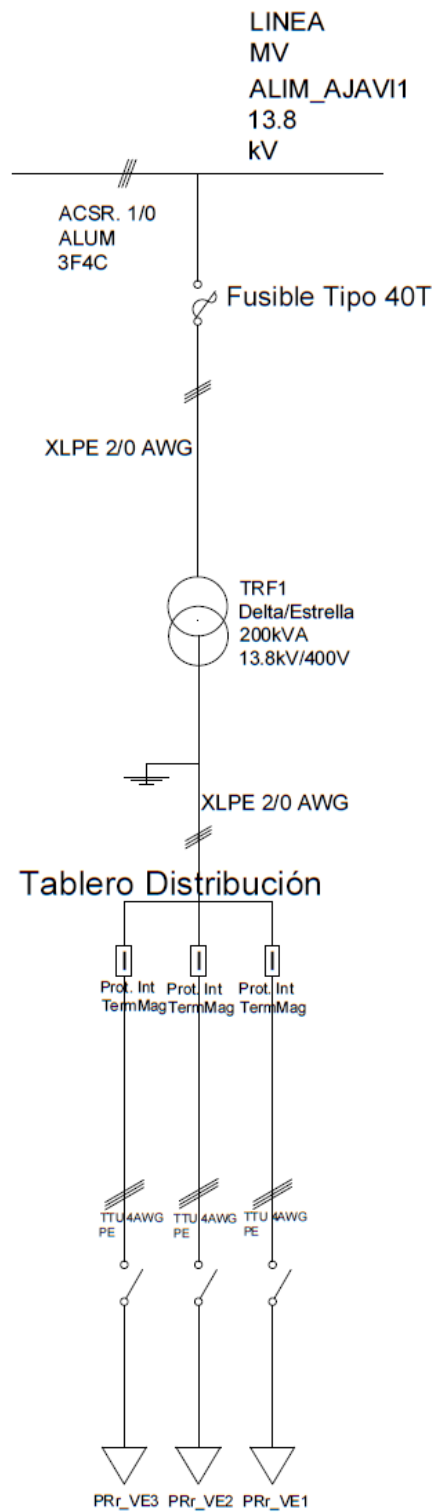 LINEA
MV
ALIM_AJAVI1
13.8
kV
ACSR. 1/0
ALUM
3F4C
Fusible Tipo 40T
XLPE 2/0 AWG
TRF1
Delta/Estrella
200kVA
13.8kV/400V
XLPE 2/0 AWG
Tablero Distribución
Prot. Int
TermMag
Prot. Int
TermMag
Prot. Int
TermMag
TTU 4AWG
PE
TTU 4AWG
PE
TTU 4AWG
PE
PRr_VE3
PRr_VE2
PRr_VE1